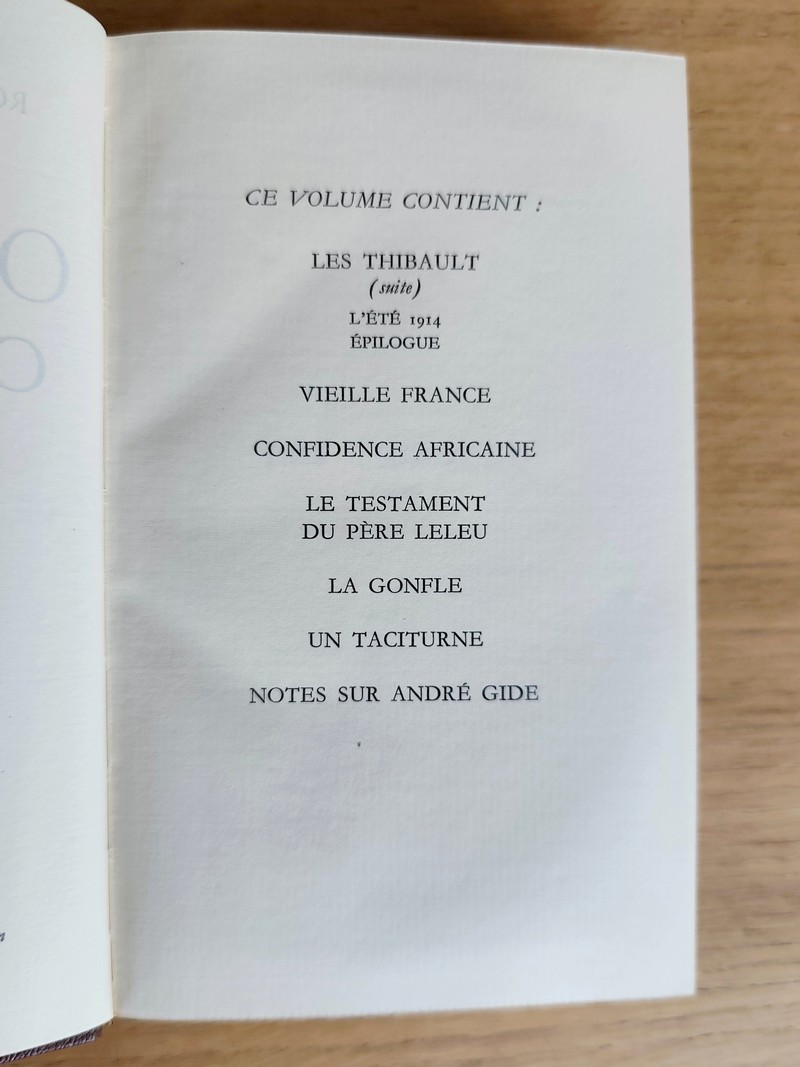 CE VOLUME CONTIENT :
LES THIBAULT
(suite)
L'ÉTÉ 1914
ÉPILOGUE
VIEILLE FRANCE
CONFIDENCE AFRICAINE
LE TESTAMENT
DU PÈRE LELEU
LA GONFLE
UN TACITURNE
NOTES SUR ANDRÉ GIDE